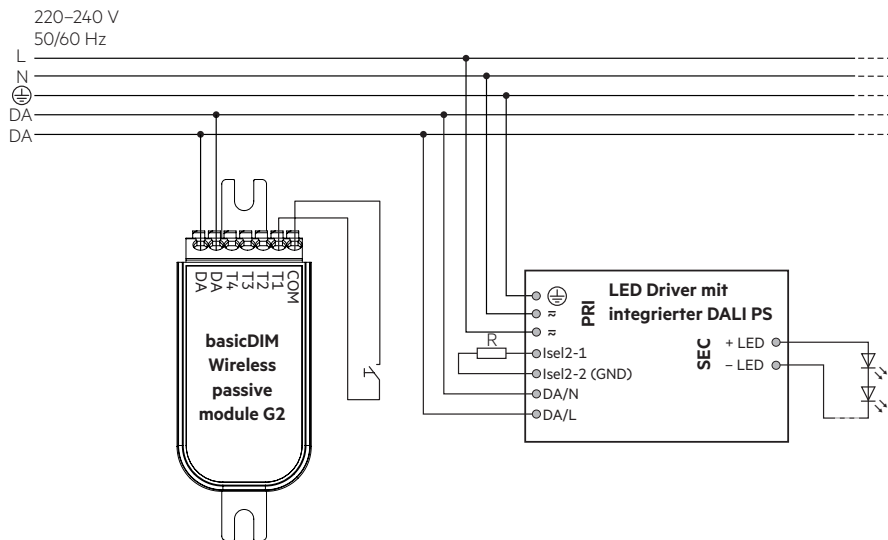 220–240 V
50/60 Hz
L
N
DA
DA
DA
DA
T4
T3
T2
T1
COM
basicDIM
Wireless
passive
module G2
LED Driver mit
integrierter DALI PS
PRI
≂
≂
R
Isel2-1
Isel2-2 (GND)
DA/N
DA/L
SEC
+ LED
– LED